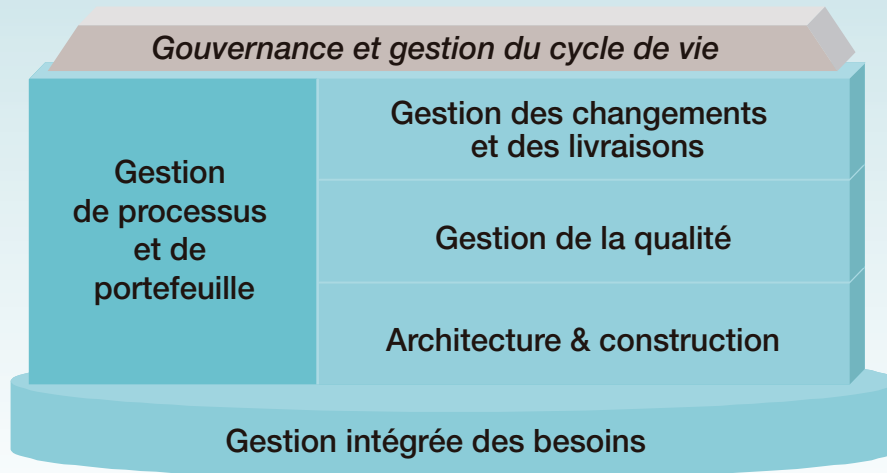 Gouvernance et gestion du cycle de vie
Gestion
de processus
et de
portefeuille
Gestion des changements
et des livraisons
Gestion de la qualité
Architecture & construction
Gestion intégrée des besoins